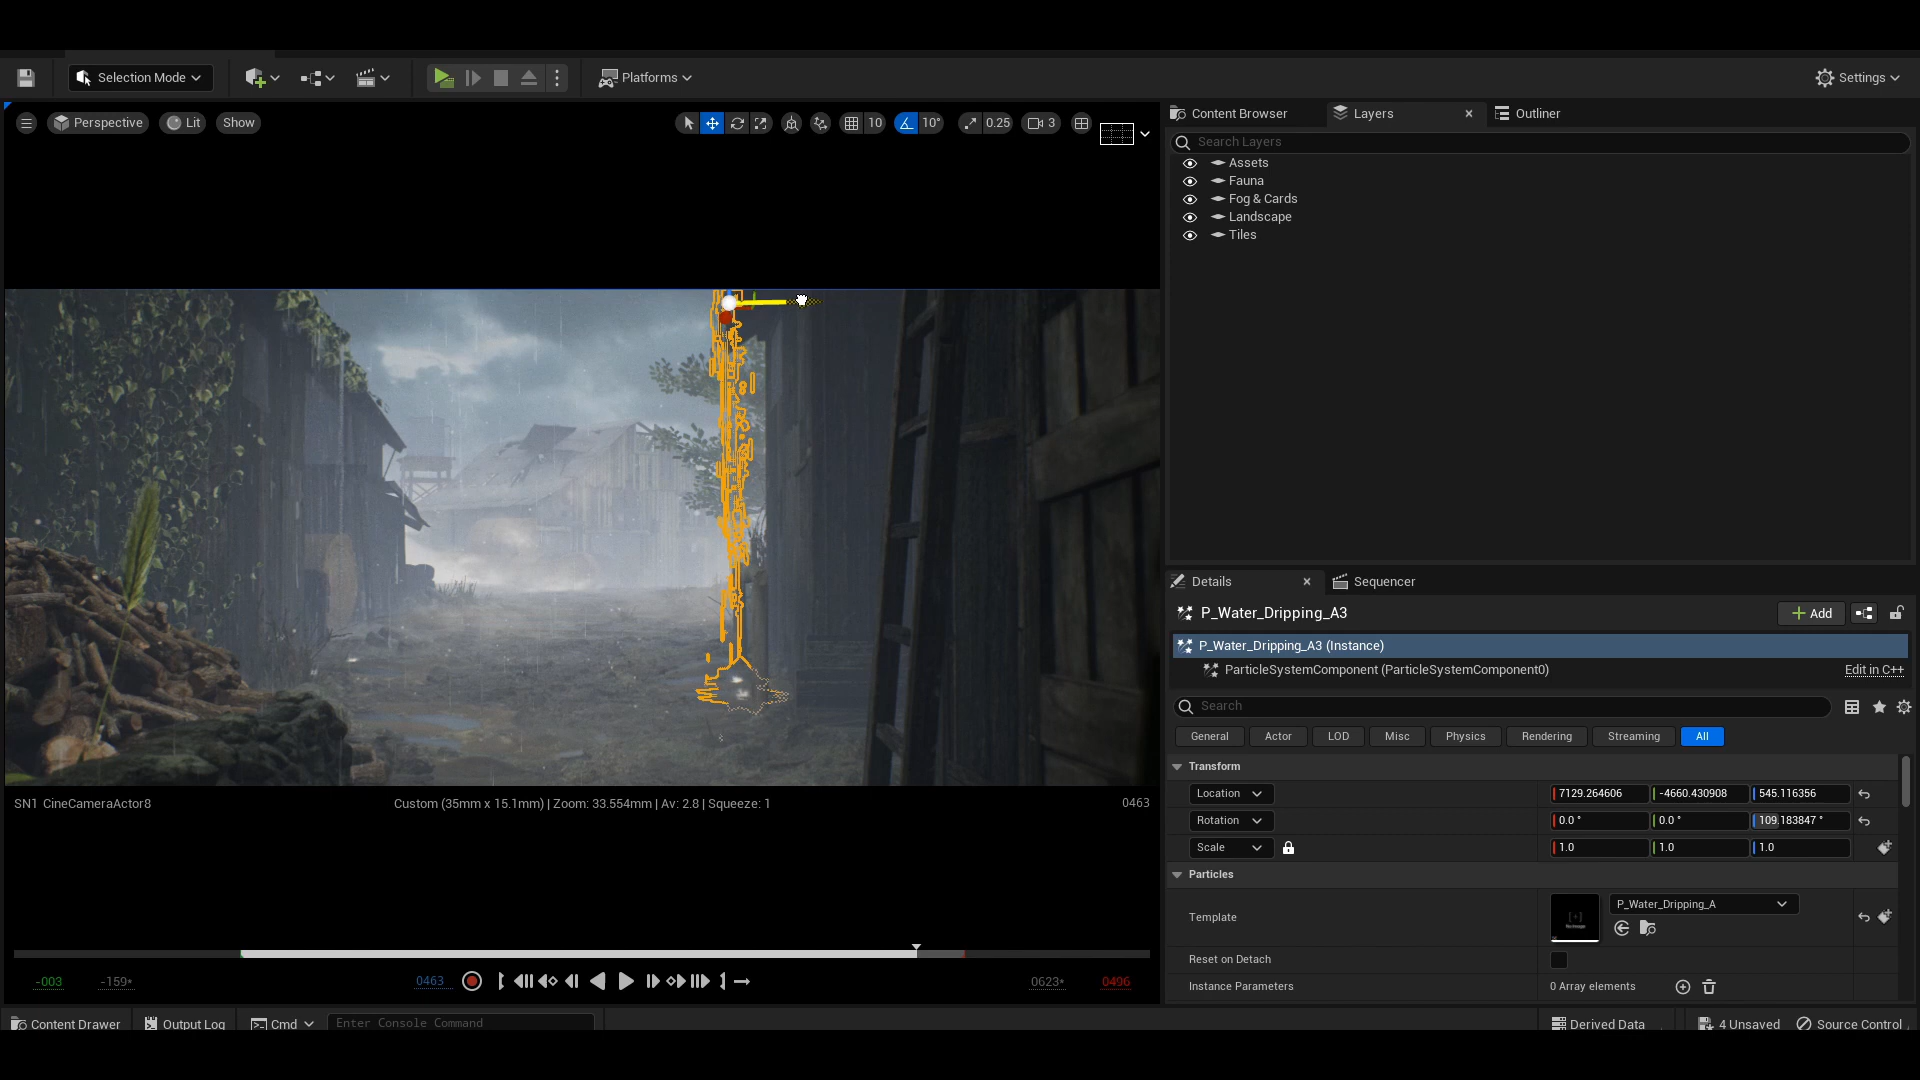 Selection Mode
Platforms
Settings
Perspective
Lit
Show
10
10°
0.25
3
Content Browser
Layers
Outliner
Search Layers
Assets
Fauna
Fog & Cards
Landscape
Tiles
Details
Sequencer
P_Water_Dripping_A3
Add
P_Water_Dripping_A3 (Instance)
ParticleSystemComponent (ParticleSystemComponent0)
Edit in C++
Search
General
Actor
LOD
Misc
Physics
Rendering
Streaming
All
Transform
Location
7129.264606
-4660.430908
545.116356
Rotation
0.0 °
0.0 °
109.183847 °
Scale
1.0
1.0
1.0
Particles
Template
P_Water_Dripping_A
Reset on Detach
Instance Parameters
0 Array elements
SN1 CineCameraActor8
Custom (35mm x 15.1mm) | Zoom: 33.554mm | Av: 2.8 | Squeeze: 1
0463
-003
-159*
0463
0623*
0496
Content Drawer
Output Log
Cmd
Enter Console Command
Derived Data
4 Unsaved
Source Control